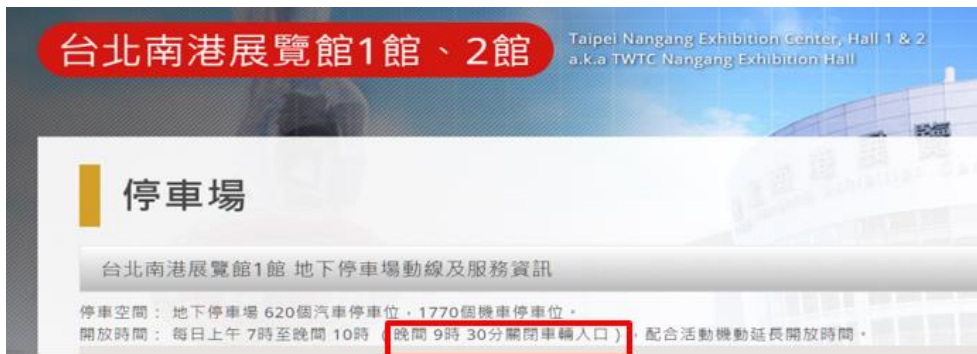 台北南港展覽館1館、2館
Taipei Nangang Exhibition Center, Hall 1 & 2
a.k.a TWTC Nangang Exhibition Hall
停車場
台北南港展覽館1館 地下停車場動線及服務資訊
停車空間： 地下停車場 620個汽車停車位，1770個機車停車位。
開放時間： 每日上午 7時至晚間 10時 （晚間 9時 30分關閉車輛入口），配合活動機動延長開放時間。